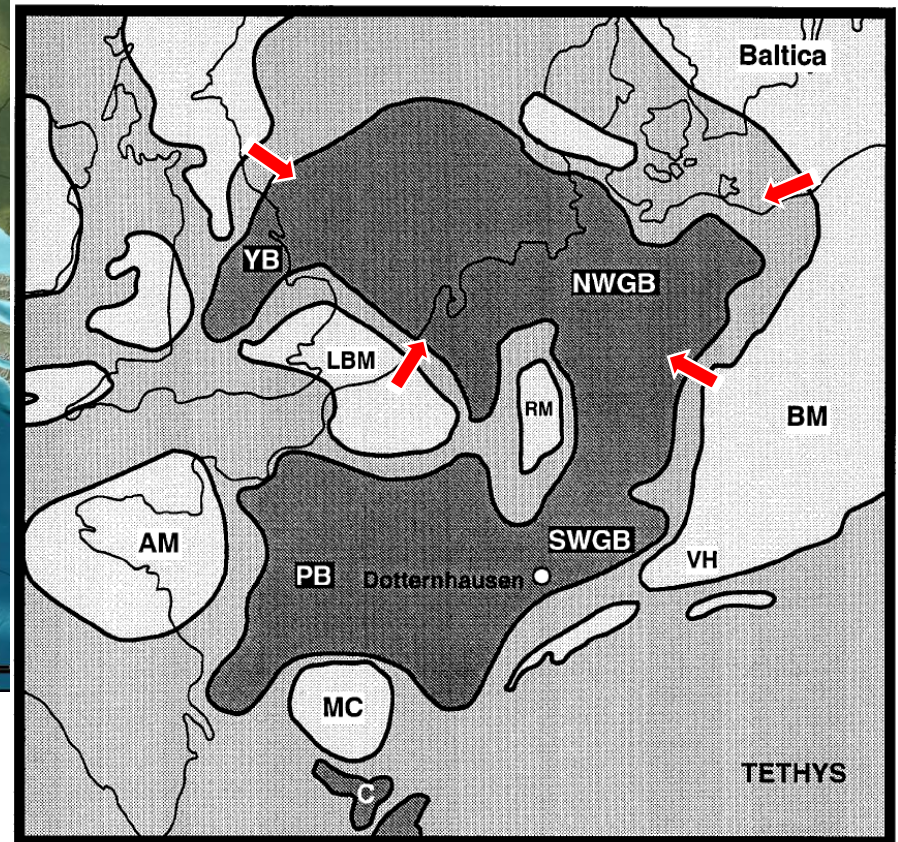 Baltica
YB
NWGB
LBM
RM
BM
AM
SWGB
VH
PB
Dotternhausen
MC
TETHYS
C